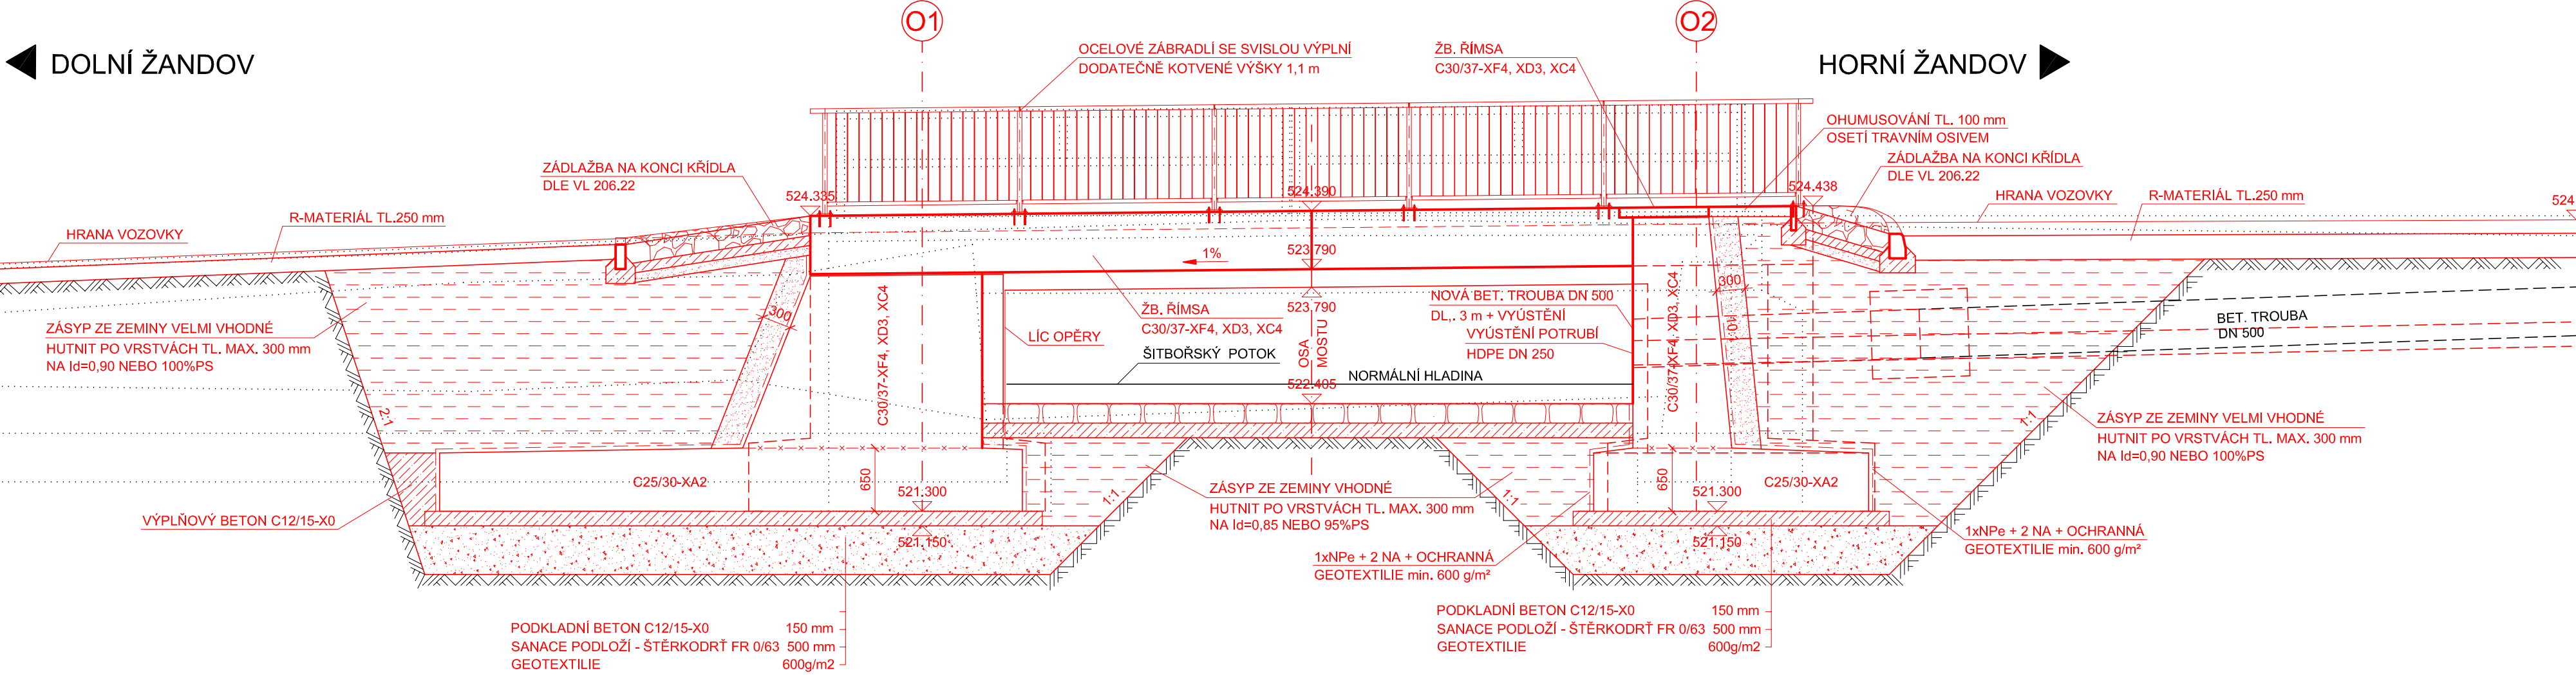 O1
O2
DOLNÍ ŽANDOV
HORNÍ ŽANDOV
OCELOVÉ ZÁBRADLÍ SE SVISLOU VÝPLNÍ
DODATEČNĚ KOTVENÉ VÝŠKY 1,1 m
ŽB. ŘÍMSA
C30/37-XF4, XD3, XC4
OHUMUSOVÁNÍ TL. 100 mm
OSETÍ TRAVNÍM OSIVEM
ZÁDLAŽBA NA KONCI KŘÍDLA
DLE VL 206.22
ZÁDLAŽBA NA KONCI KŘÍDLA
DLE VL 206.22
524.335
524.390
524.438
HRANA VOZOVKY
R-MATERIÁL TL.250 mm
HRANA VOZOVKY
R-MATERIÁL TL.250 mm
524
1%
523.790
523.790
300
300
ZÁSYP ZE ZEMINY VELMI VHODNÉ
HUTNIT PO VRSTVÁCH TL. MAX. 300 mm
NA Id=0,90 NEBO 100%PS
C30/37-XF4, XD3, XC4
LÍC OPĚRY
ŽB. ŘÍMSA
C30/37-XF4, XD3, XC4
ŠITBOŘSKÝ POTOK
OSA
MOSTU
NOVÁ BET. TROUBA DN 500
DL,. 3 m + VYÚSTĚNÍ
VYÚSTĚNÍ POTRUBÍ
HDPE DN 250
NORMÁLNÍ HLADINA
522.405
C30/37-XF4, XD3, XC4
10:1
BET. TROUBA
DN 500
ZÁSYP ZE ZEMINY VELMI VHODNÉ
HUTNIT PO VRSTVÁCH TL. MAX. 300 mm
NA Id=0,90 NEBO 100%PS
2:1
1:1
1:1
1:1
C25/30-XA2
650
521.300
521.150
ZÁSYP ZE ZEMINY VHODNÉ
HUTNIT PO VRSTVÁCH TL. MAX. 300 mm
NA Id=0,85 NEBO 95%PS
650
521.300
521.150
C25/30-XA2
VÝPLŇOVÝ BETON C12/15-X0
1xNPe + 2 NA + OCHRANNÁ
GEOTEXTILIE min. 600 g/m²
1xNPe + 2 NA + OCHRANNÁ
GEOTEXTILIE min. 600 g/m²
PODKLADNÍ BETON C12/15-X0 150 mm
SANACE PODLOŽÍ - ŠTĚRKODRŤ FR 0/63 500 mm
GEOTEXTILIE 600g/m2
PODKLADNÍ BETON C12/15-X0 150 mm
SANACE PODLOŽÍ - ŠTĚRKODRŤ FR 0/63 500 mm
GEOTEXTILIE 600g/m2